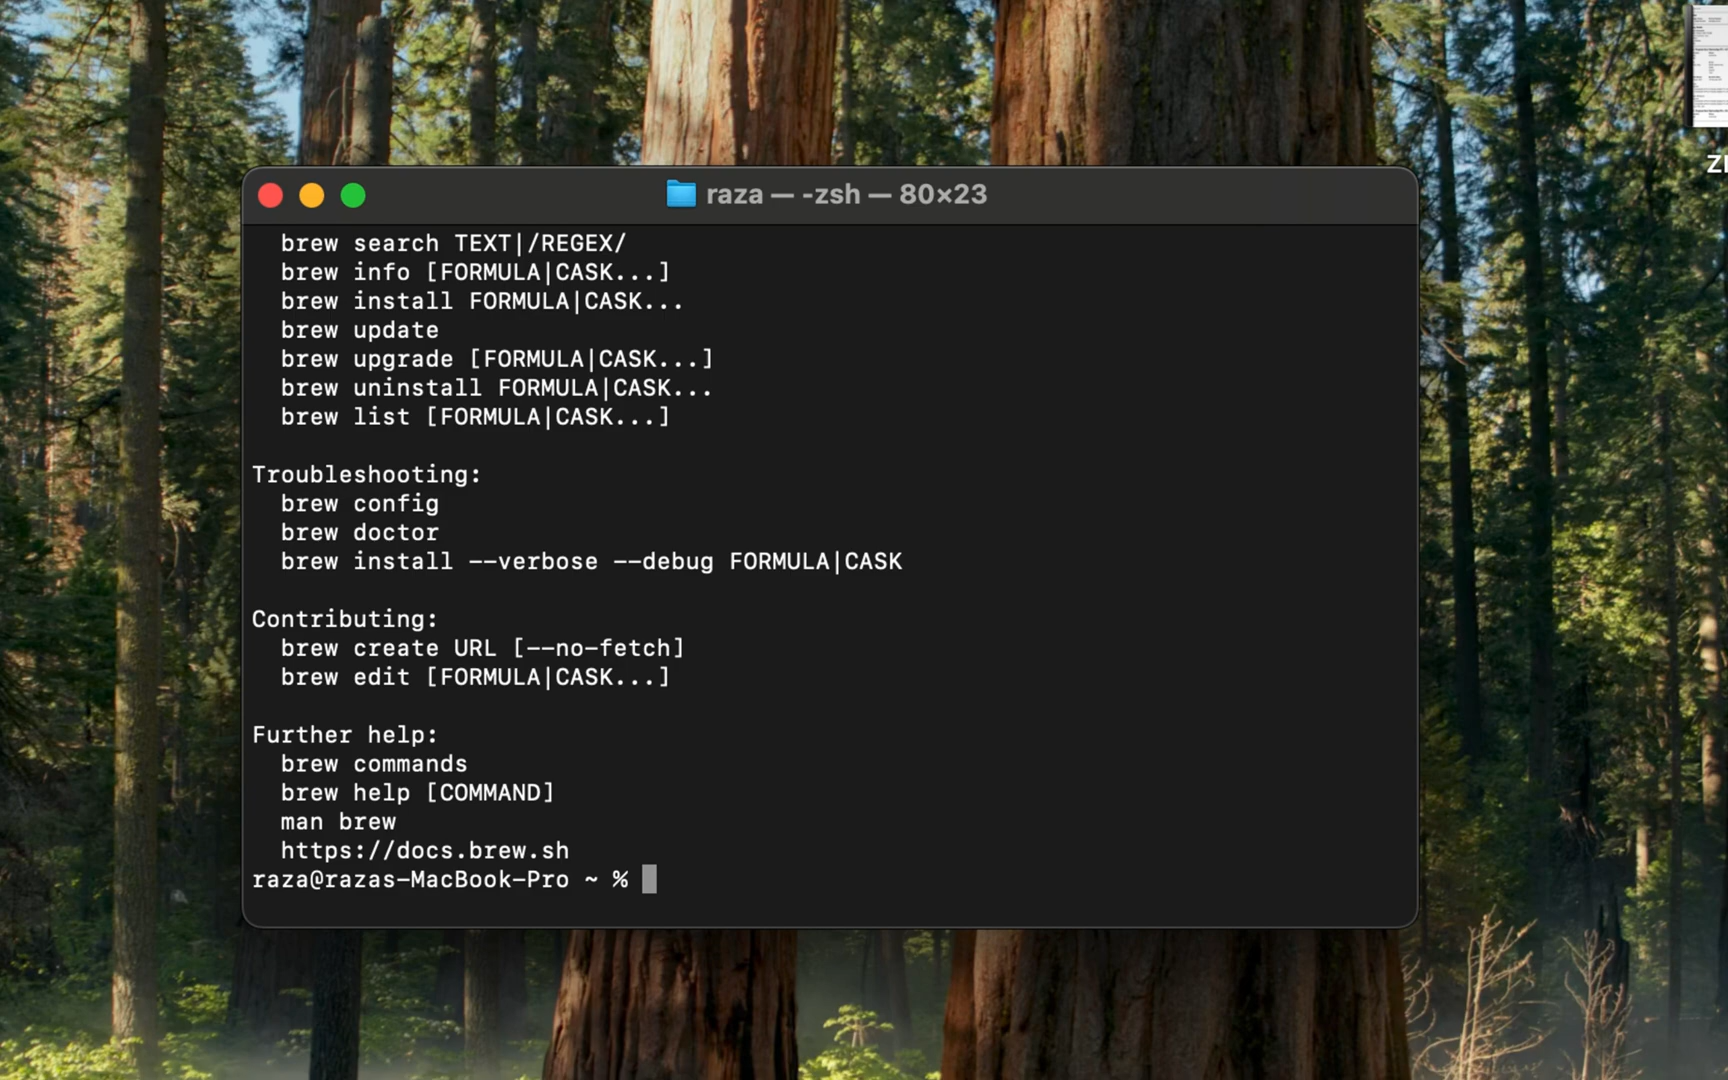 raza — -zsh — 80×23
brew search TEXT|/REGEX/
brew info [FORMULA|CASK...]
brew install FORMULA|CASK...
brew update
brew upgrade [FORMULA|CASK...]
brew uninstall FORMULA|CASK...
brew list [FORMULA|CASK...]
Troubleshooting:
brew config
brew doctor
brew install --verbose --debug FORMULA|CASK
Contributing:
brew create URL [--no-fetch]
brew edit [FORMULA|CASK...]
Further help:
brew commands
brew help [COMMAND]
man brew
https://docs.brew.sh
raza@razas-MacBook-Pro ~ %